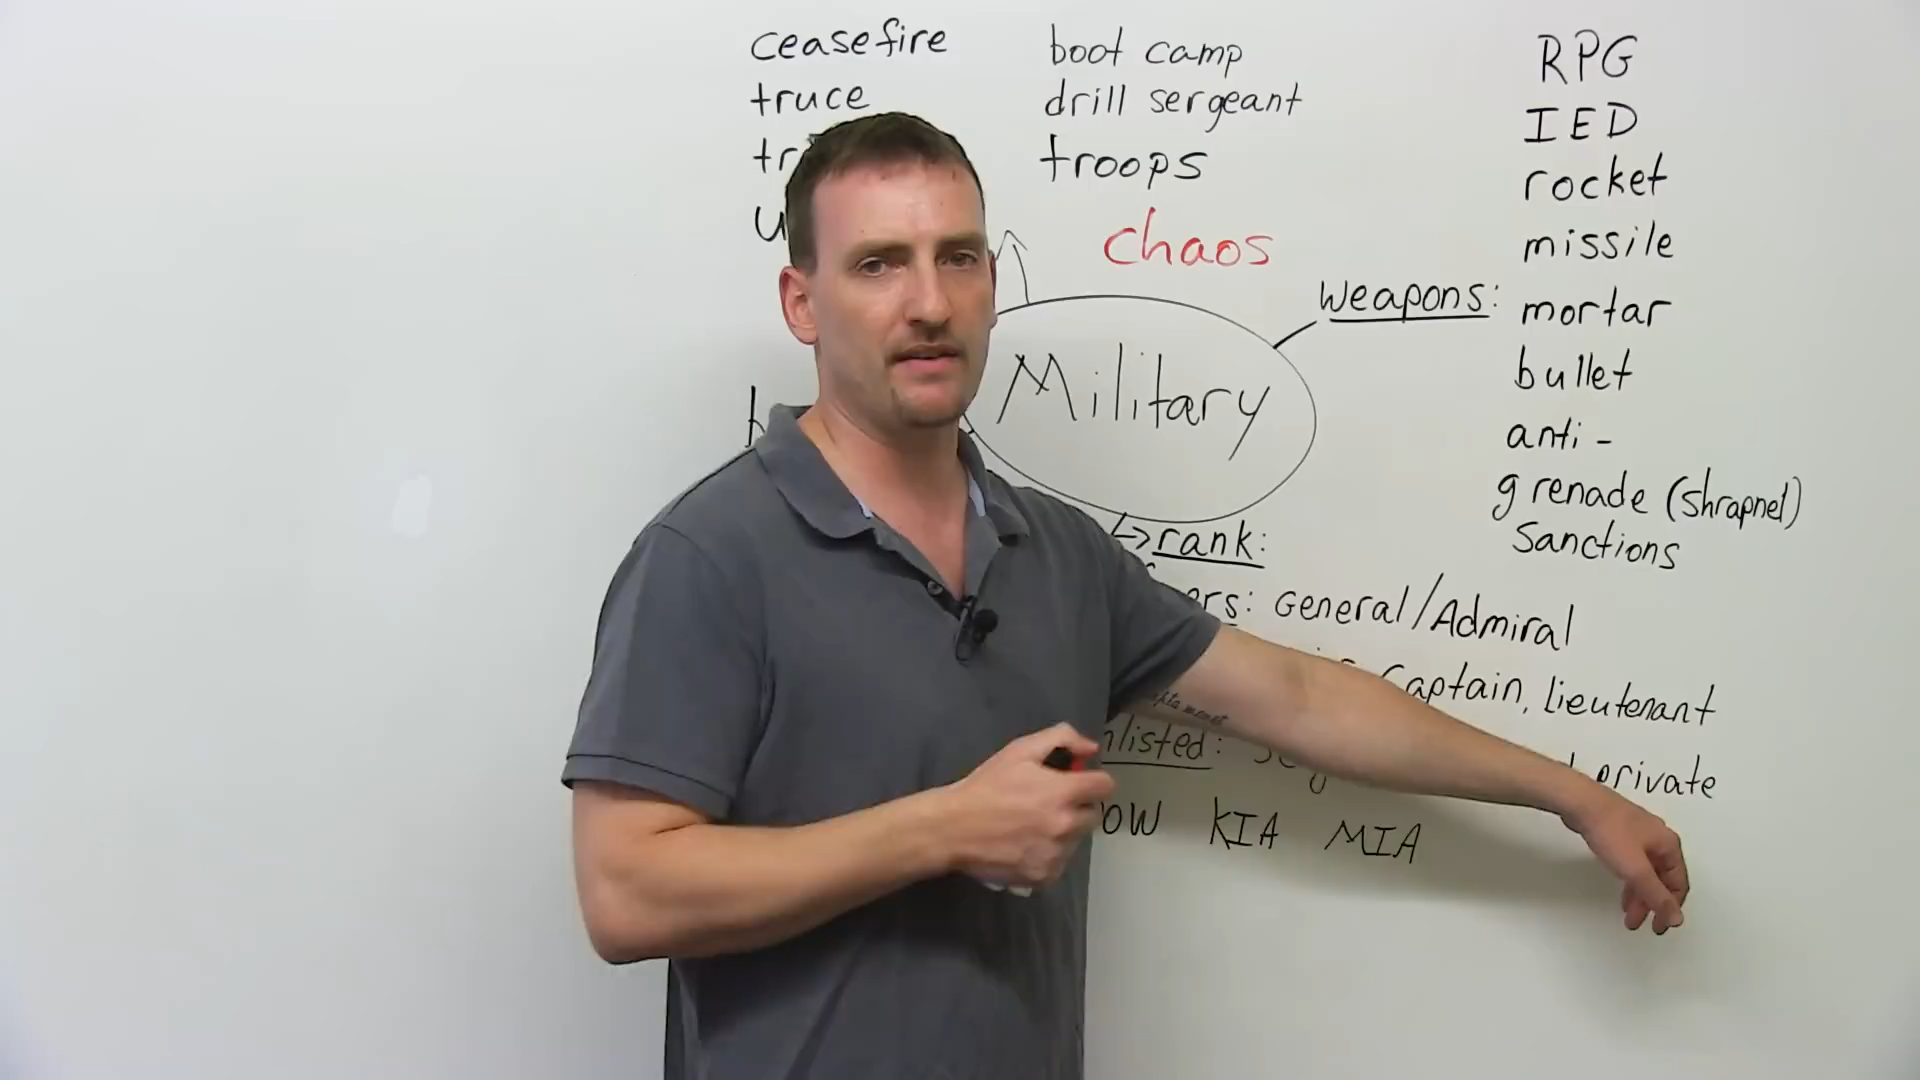 ceasefire
truce
boot camp
drill sergeant
troops
chaos
Military
weapons:
RPG
IED
rocket
missile
mortar
bullet
anti-
grenade (shrapnel)
Sanctions
↳ rank:
General/Admiral
Captain, lieutenant
private
KIA MIA